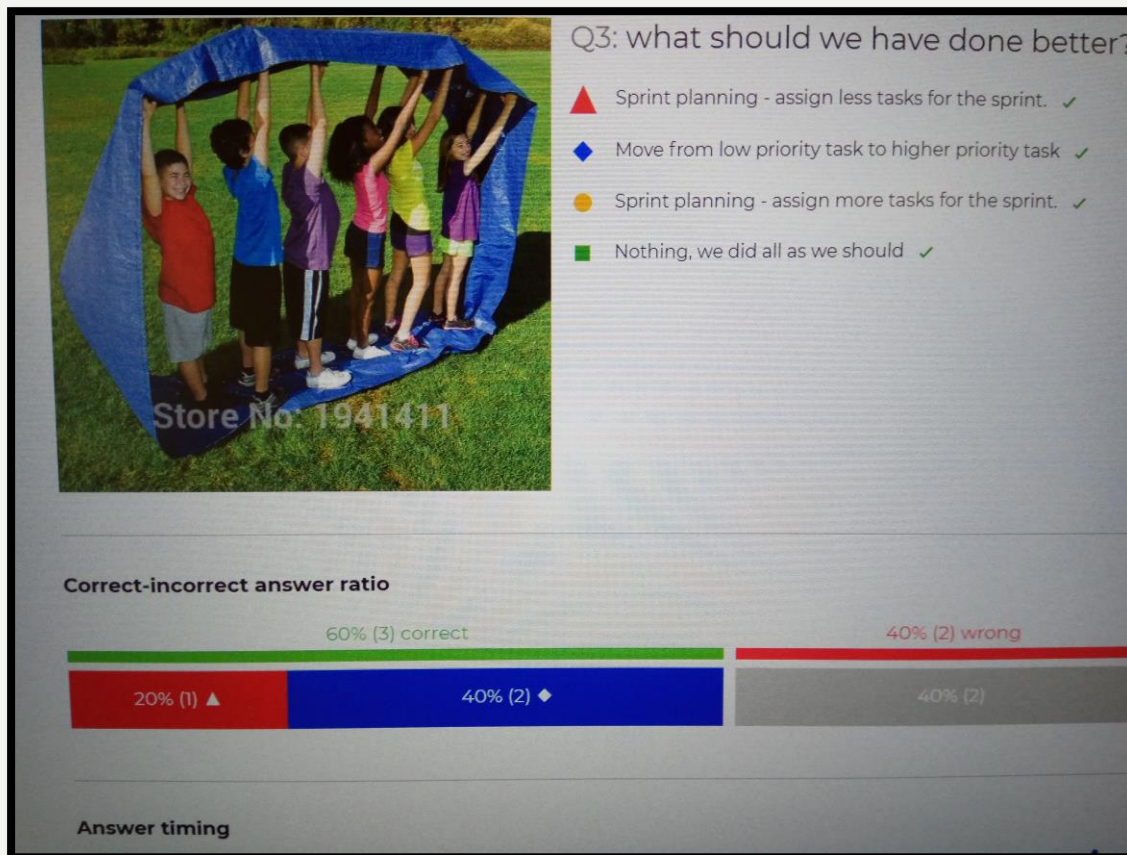 Q3: what should we have done better?
Sprint planning - assign less tasks for the sprint.
Move from low priority task to higher priority task
Sprint planning - assign more tasks for the sprint.
Nothing, we did all as we should
Store No: 1941411
Correct-incorrect answer ratio
60% (3) correct
40% (2) wrong
20% (1)
40% (2)
40% (2)
Answer timing